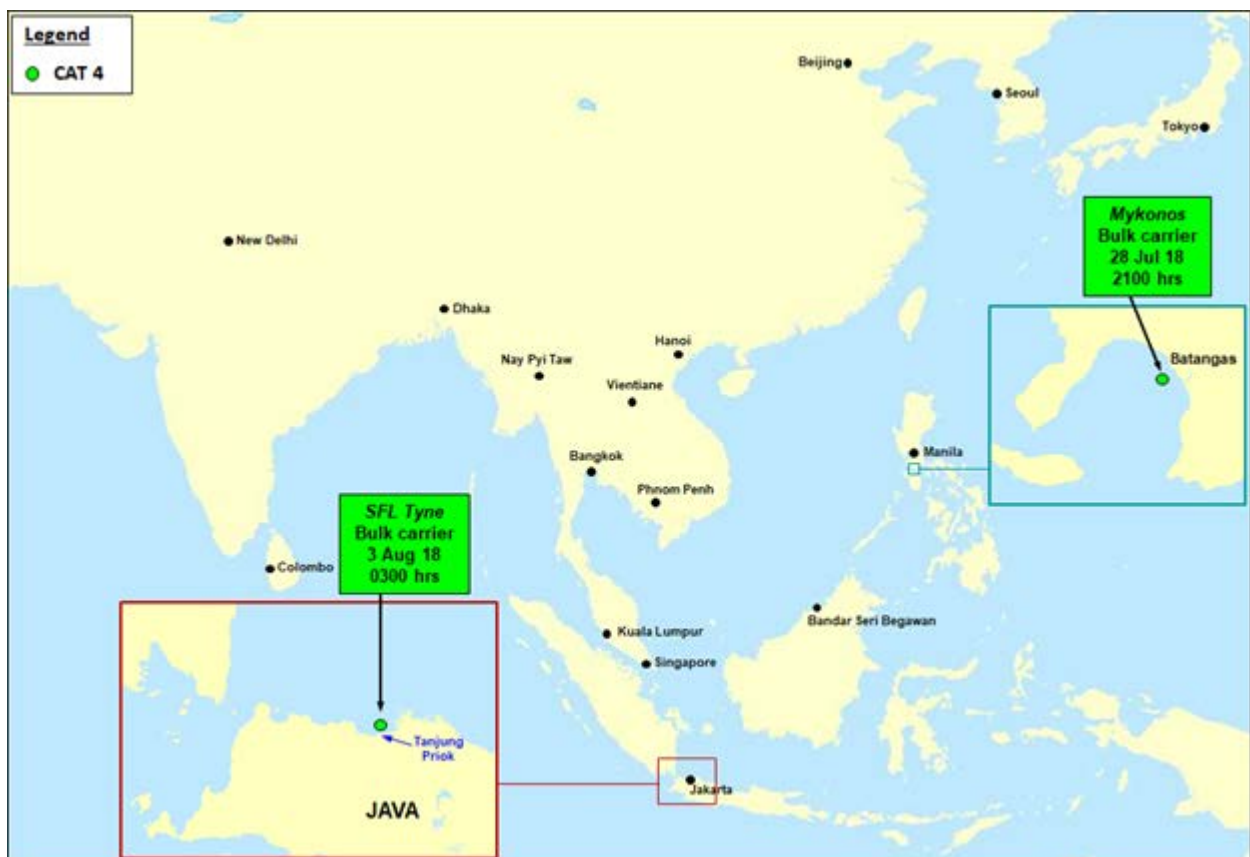 Legend
CAT 4
Beijing
Seoul
Tokyo
Mykonos
Bulk carrier
28 Jul 18
2100 hrs
New Delhi
Dhaka
Hanoi
Nay Pyi Taw
Vientiane
Batangas
Manila
Bangkok
Phnom Penh
SFL Tyne
Bulk carrier
3 Aug 18
0300 hrs
Colombo
Bandar Seri Begawan
Kuala Lumpur
Singapore
Tanjung
Priok
Jakarta
JAVA